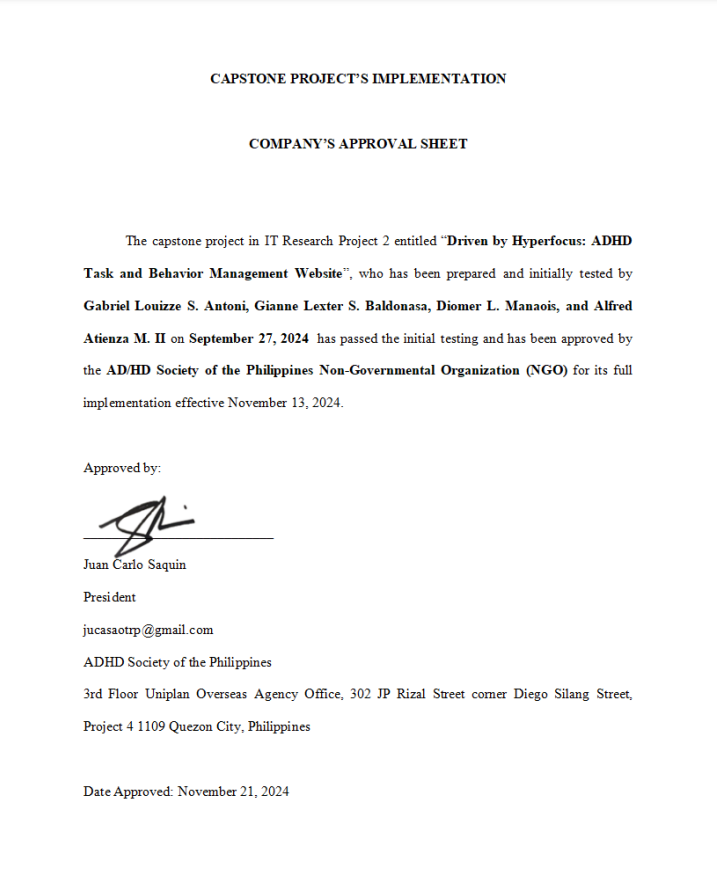 CAPSTONE PROJECT’S IMPLEMENTATION
COMPANY’S APPROVAL SHEET
The capstone project in IT Research Project 2 entitled “Driven by Hyperfocus: ADHD
Task and Behavior Management Website”, who has been prepared and initially tested by
Gabriel Louizze S. Antoni, Gianne Lexter S. Baldonasa, Diomer L. Manaois, and Alfred
Atienza M. II on September 27, 2024 has passed the initial testing and has been approved by
the AD/HD Society of the Philippines Non-Governmental Organization (NGO) for its full
implementation effective November 13, 2024.
Approved by:
Juan Carlo Saquin
President
jucasaotrp@gmail.com
ADHD Society of the Philippines
3rd Floor Uniplan Overseas Agency Office, 302 JP Rizal Street corner Diego Silang Street,
Project 4 1109 Quezon City, Philippines
Date Approved: November 21, 2024